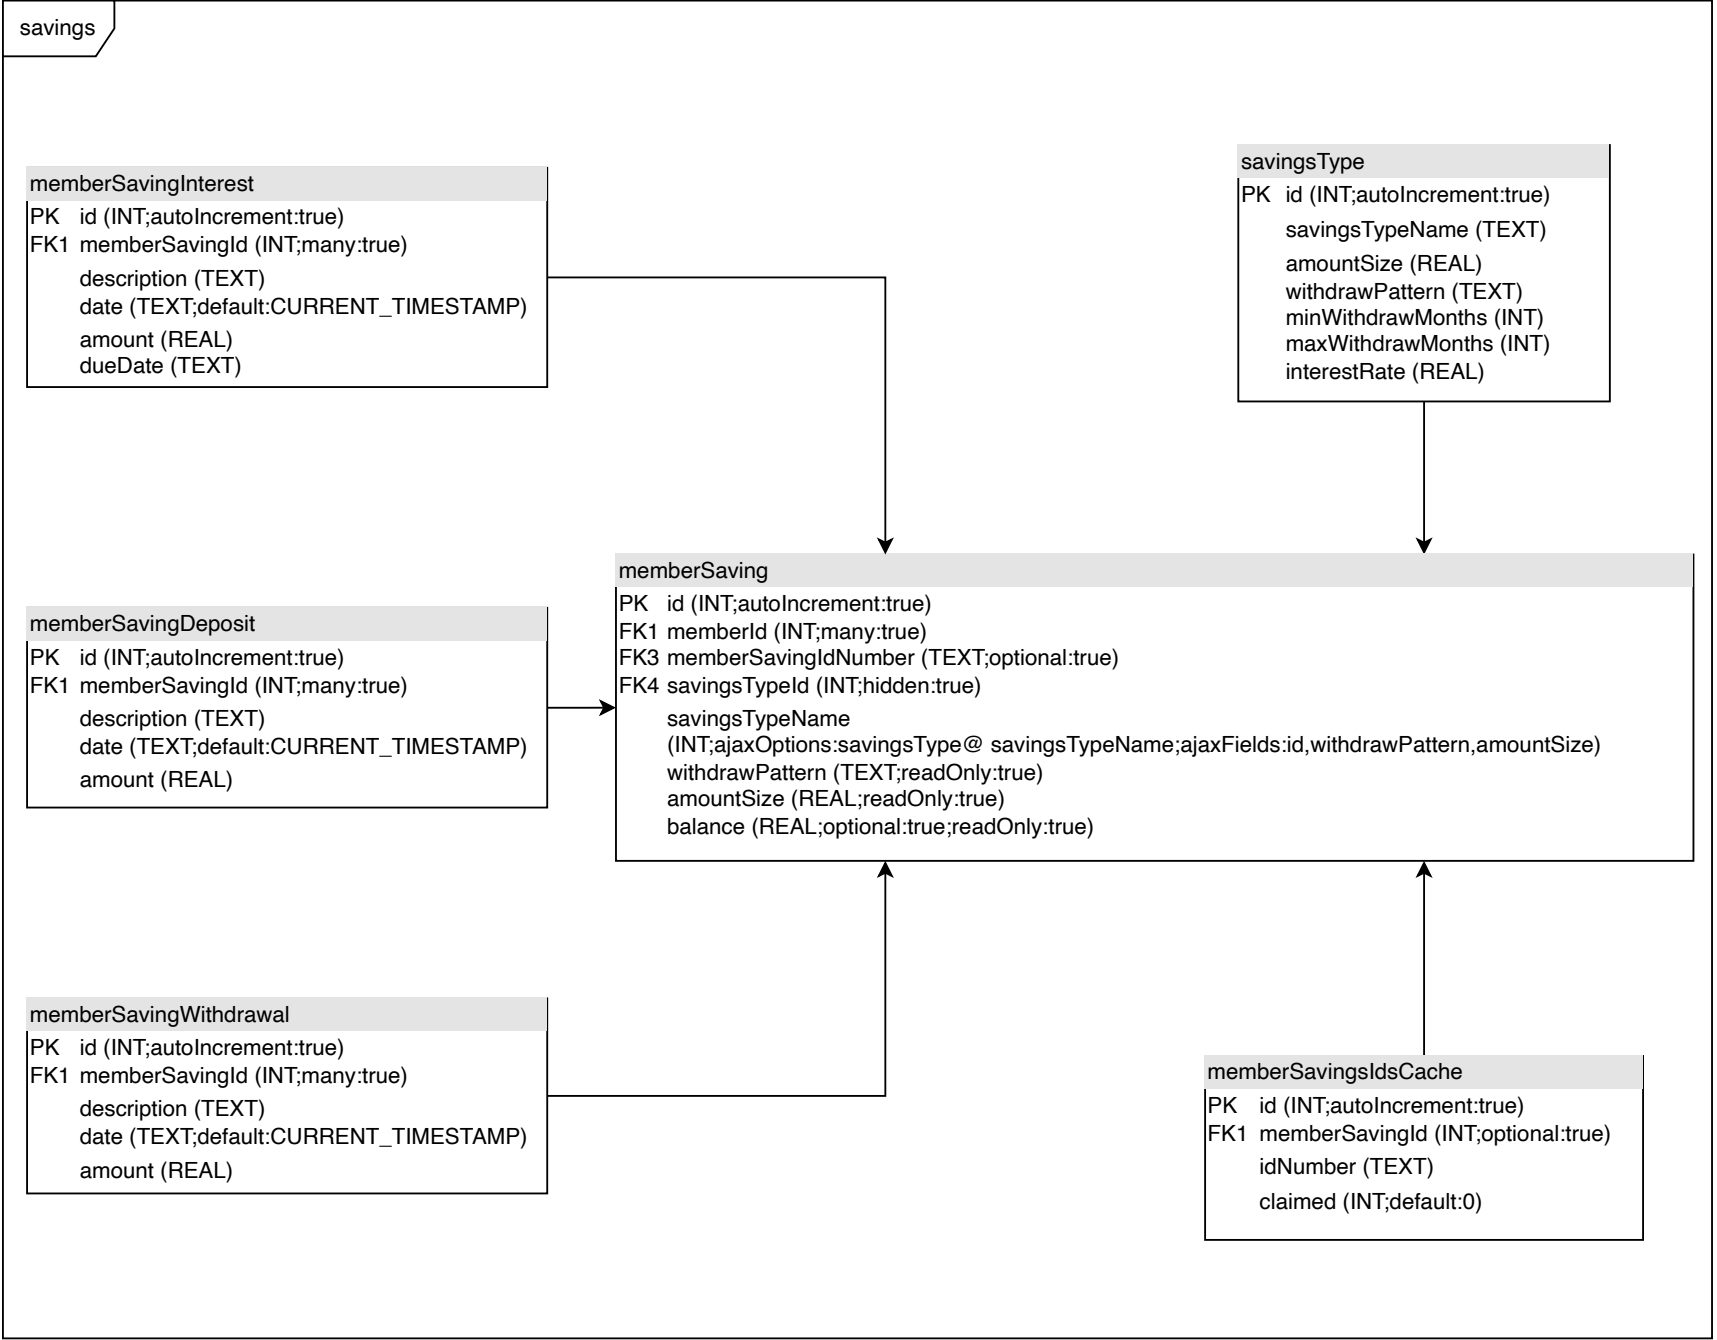 savings
memberSavingInterest
PK id (INT;autoIncrement:true)
FK1 memberSavingId (INT;many:true)
description (TEXT)
date (TEXT;default:CURRENT_TIMESTAMP)
amount (REAL)
dueDate (TEXT)
savingsType
PK id (INT;autoIncrement:true)
savingsTypeName (TEXT)
amountSize (REAL)
withdrawPattern (TEXT)
minWithdrawMonths (INT)
maxWithdrawMonths (INT)
interestRate (REAL)
memberSavingDeposit
PK id (INT;autoIncrement:true)
FK1 memberSavingId (INT;many:true)
description (TEXT)
date (TEXT;default:CURRENT_TIMESTAMP)
amount (REAL)
memberSaving
PK id (INT;autoIncrement:true)
FK1 memberId (INT;many:true)
FK3 memberSavingIdNumber (TEXT;optional:true)
FK4 savingsTypeId (INT;hidden:true)
savingsTypeName
(INT;ajaxOptions:savingsType@ savingsTypeName;ajaxFields:id,withdrawPattern,amountSize)
withdrawPattern (TEXT;readOnly:true)
amountSize (REAL;readOnly:true)
balance (REAL;optional:true;readOnly:true)
memberSavingWithdrawal
PK id (INT;autoIncrement:true)
FK1 memberSavingId (INT;many:true)
description (TEXT)
date (TEXT;default:CURRENT_TIMESTAMP)
amount (REAL)
memberSavingsIdsCache
PK id (INT;autoIncrement:true)
FK1 memberSavingId (INT;optional:true)
idNumber (TEXT)
claimed (INT;default:0)